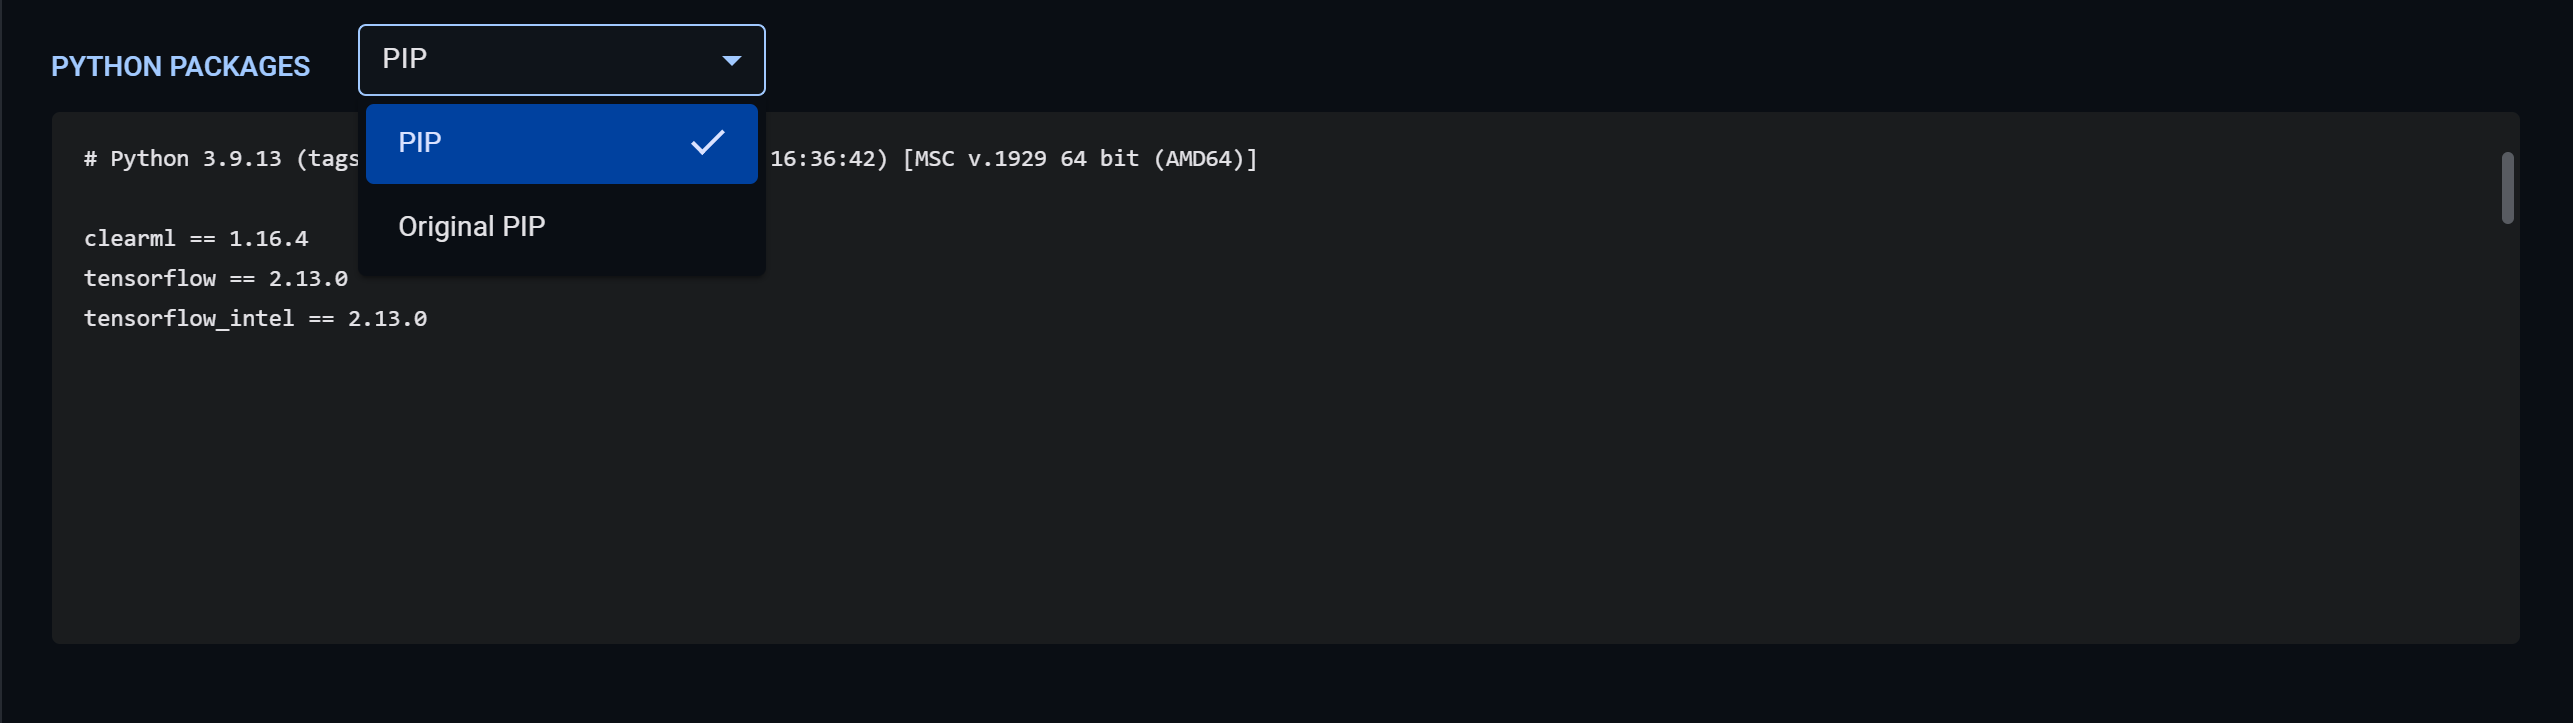 PYTHON PACKAGES
PIP
PIP
Original PIP
# Python 3.9.13 (tags 16:36:42) [MSC v.1929 64 bit (AMD64)]
clearml == 1.16.4
tensorflow == 2.13.0
tensorflow_intel == 2.13.0